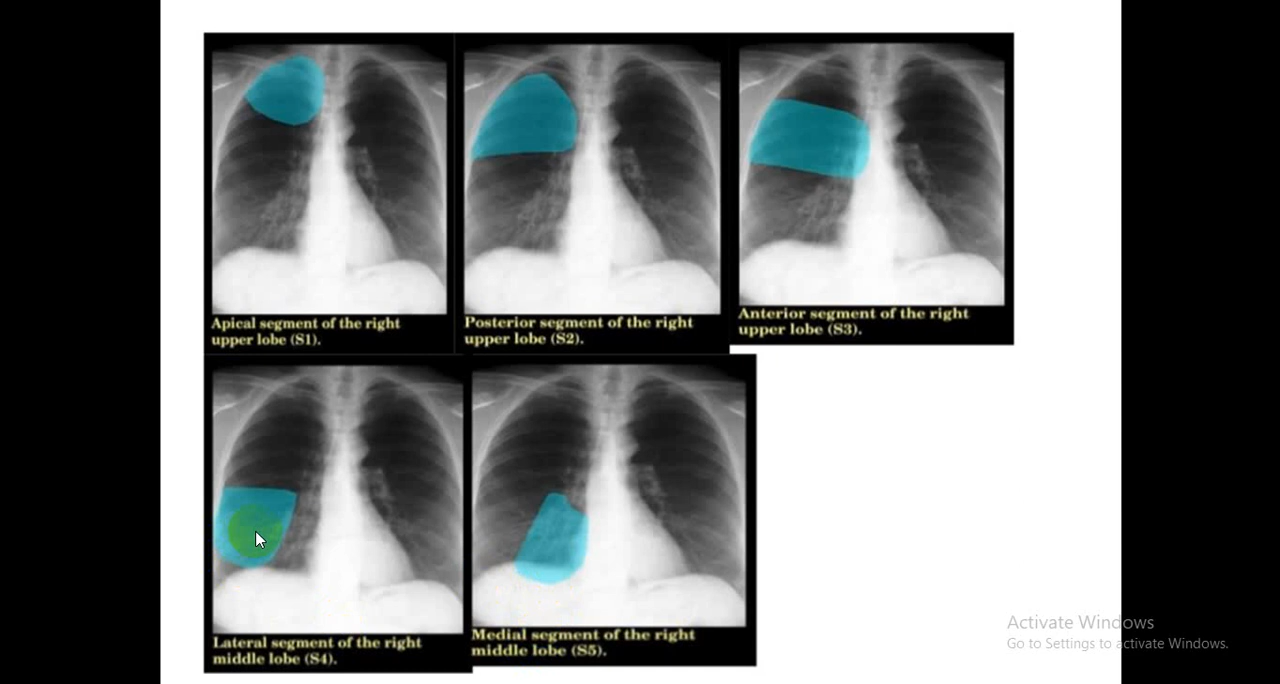 Apical segment of the right
upper lobe (S1).
Posterior segment of the right
upper lobe (S2).
Anterior segment of the right
upper lobe (S3).
Lateral segment of the right
middle lobe (S4).
Medial segment of the right
middle lobe (S5).
Activate Windows
Go to Settings to activate Windows.